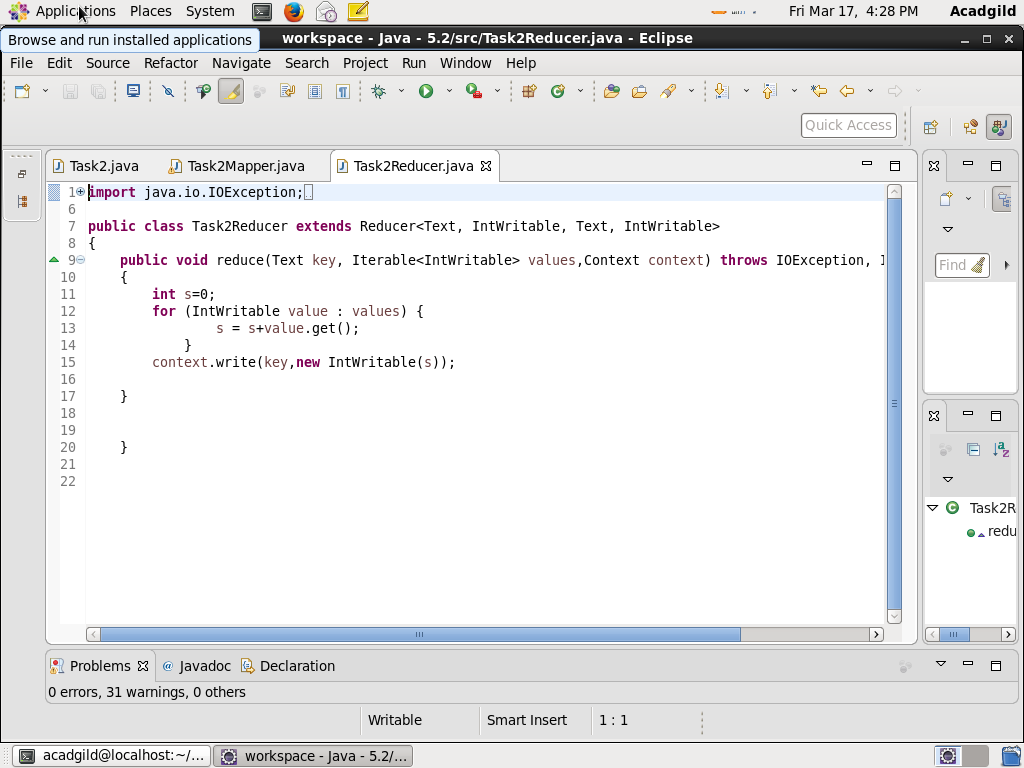 Applications Places System Fri Mar 17, 4:28 PM Acadgild
Browse and run installed applications
workspace - Java - 5.2/src/Task2Reducer.java - Eclipse
File Edit Source Refactor Navigate Search Project Run Window Help
Quick Access
Task2.java Task2Mapper.java Task2Reducer.java
1 import java.io.IOException;
6
7 public class Task2Reducer extends Reducer<Text, IntWritable, Text, IntWritable>
8 {
9 public void reduce(Text key, Iterable<IntWritable> values,Context context) throws IOException, I
10 {
11 int s=0;
12 for (IntWritable value : values) {
13 s = s+value.get();
14 }
15 context.write(key,new IntWritable(s));
16
17 }
18
19
20 }
21
22
Find
Task2R
redu
Problems @ Javadoc Declaration
0 errors, 31 warnings, 0 others
Writable Smart Insert 1 : 1
acadgild@localhost:~/... workspace - Java - 5.2/...